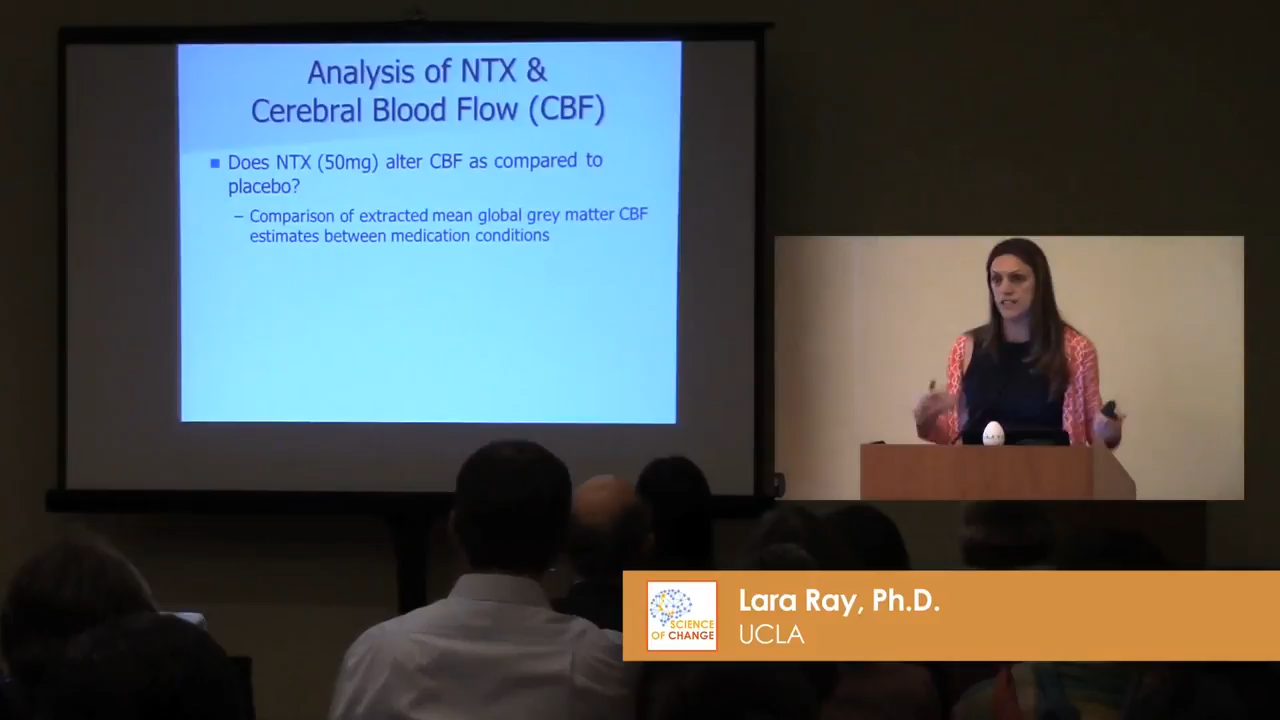 Analysis of NTX &
Cerebral Blood Flow (CBF)
Does NTX (50mg) alter CBF as compared to
placebo?
– Comparison of extracted mean global grey matter CBF
estimates between medication conditions
SCIENCE
OF CHANGE
Lara Ray, Ph.D.
UCLA